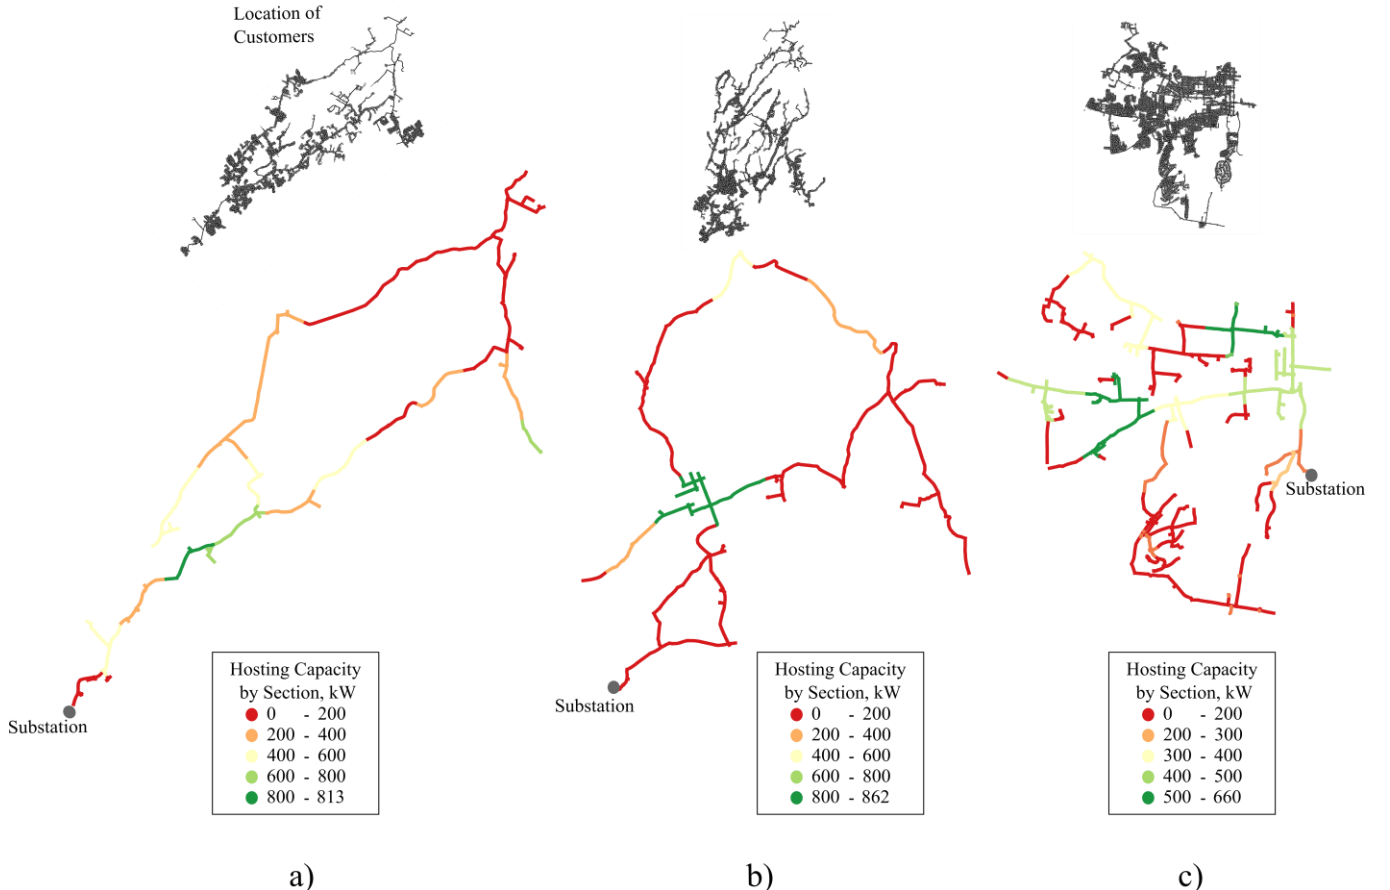 Location of
Customers
Substation
Hosting Capacity
by Section, kW
0 - 200
200 - 400
400 - 600
600 - 800
800 - 813
a)
Substation
Hosting Capacity
by Section, kW
0 - 200
200 - 400
400 - 600
600 - 800
800 - 862
b)
Substation
Hosting Capacity
by Section, kW
0 - 200
200 - 300
300 - 400
400 - 500
500 - 660
c)